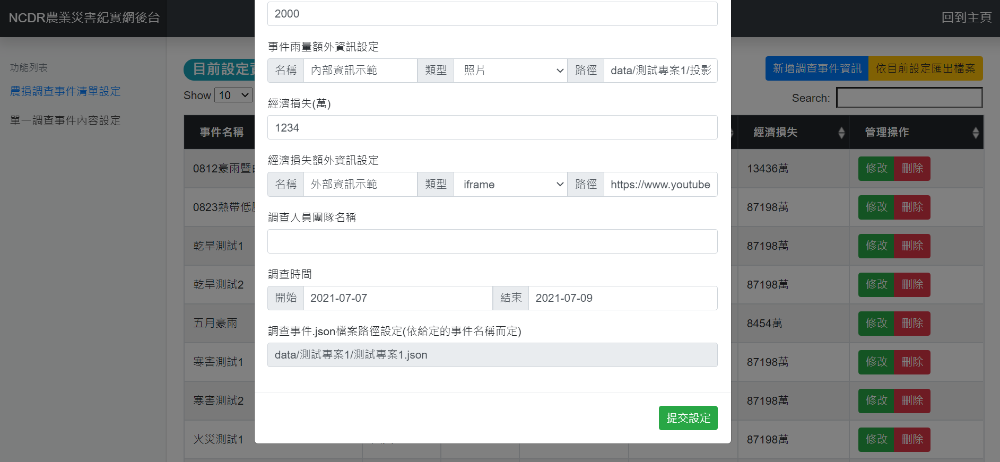 NCDR農業災害紀實網後台
回到主頁
功能列表
農損調查事件清單設定
單一調查事件內容設定
目前設定
新增調查事件資訊 依目前設定匯出檔案
Show 10
Search:
事件名稱 經濟損失 管理操作
0812豪雨暨 13436萬 修改 刪除
0823熱帶低 87198萬 修改 刪除
乾旱測試1 87198萬 修改 刪除
乾旱測試2 87198萬 修改 刪除
五月豪雨 8454萬 修改 刪除
寒害測試1 87198萬 修改 刪除
寒害測試2 87198萬 修改 刪除
火災測試1 87198萬 修改 刪除
2000
事件雨量額外資訊設定
名稱 內部資訊示範 類型 照片 路徑 data/測試專案1/投影
經濟損失(萬)
1234
經濟損失額外資訊設定
名稱 外部資訊示範 類型 iframe 路徑 https://www.youtube
調查人員團隊名稱
調查時間
開始 2021-07-07 結束 2021-07-09
調查事件.json檔案路徑設定(依給定的事件名稱而定)
data/測試專案1/測試專案1.json
提交設定